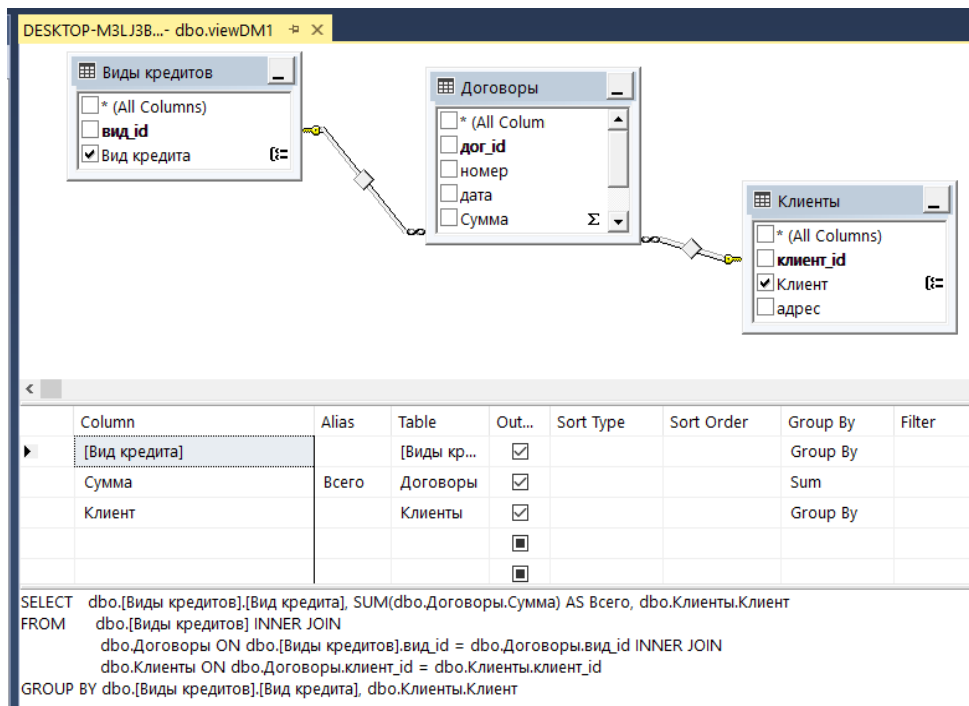 DESKTOP-M3LJ3B...- dbo.viewDM1
Виды кредитов
* (All Columns)
вид_id
Вид кредита
Договоры
* (All Colum
дог_id
номер
дата
Сумма Σ
Клиенты
* (All Columns)
клиент_id
Клиент
адрес
Column Alias Table Out... Sort Type Sort Order Group By Filter
[Вид кредита] [Виды кр... Group By
Сумма Всего Договоры Sum
Клиент Клиенты Group By
SELECT dbo.[Виды кредитов].[Вид кредита], SUM(dbo.Договоры.Сумма) AS Всего, dbo.Клиенты.Клиент
FROM dbo.[Виды кредитов] INNER JOIN
dbo.Договоры ON dbo.[Виды кредитов].вид_id = dbo.Договоры.вид_id INNER JOIN
dbo.Клиенты ON dbo.Договоры.клиент_id = dbo.Клиенты.клиент_id
GROUP BY dbo.[Виды кредитов].[Вид кредита], dbo.Клиенты.Клиент